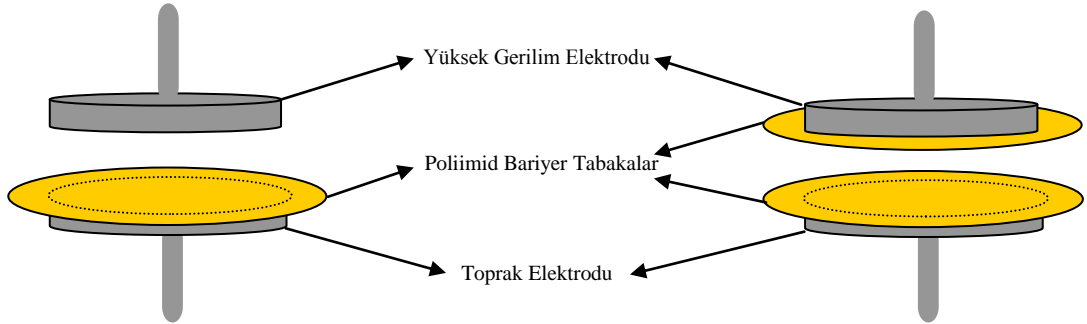 Yüksek Gerilim Elektrodu
Poliimid Bariyer Tabakalar
Toprak Elektrodu